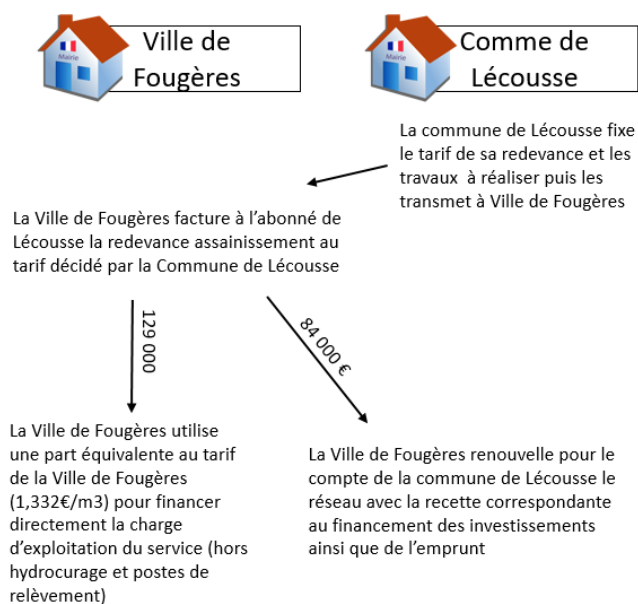 Mairie
Ville de
Fougères
Mairie
Comme de
Lécousse
La commune de Lécousse fixe
le tarif de sa redevance et les
travaux à réaliser puis les
transmet à Ville de Fougères
La Ville de Fougères facture à l'abonné de
Lécousse la redevance assainissement au
tarif décidé par la Commune de Lécousse
129 000
84 000 €
La Ville de Fougères utilise
une part équivalente au tarif
de la Ville de Fougères
(1,332€/m3) pour financer
directement la charge
d'exploitation du service (hors
hydrocurage et postes de
relèvement)
La Ville de Fougères renouvelle pour le
compte de la commune de Lécousse le
réseau avec la recette correspondante
au financement des investissements
ainsi que de l'emprunt